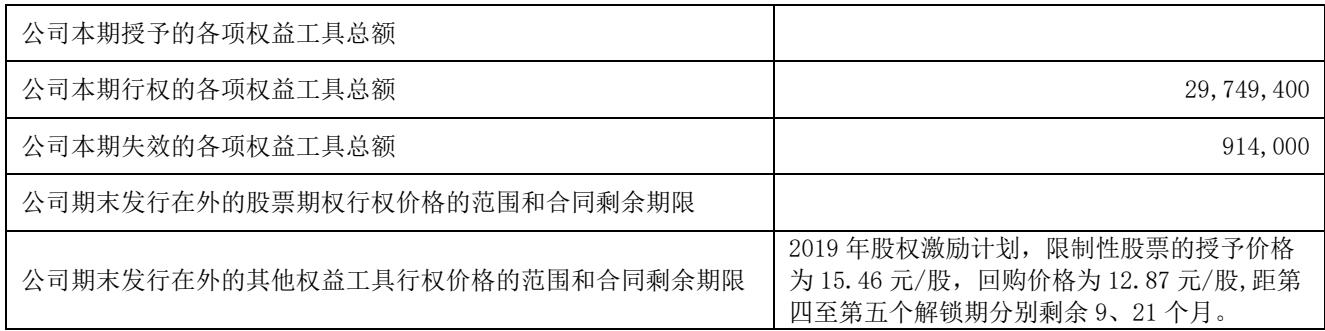 公司本期授予的各项权益工具总额
公司本期行权的各项权益工具总额 29,749,400
公司本期失效的各项权益工具总额 914,000
公司期末发行在外的股票期权行权价格的范围和合同剩余期限
公司期末发行在外的其他权益工具行权价格的范围和合同剩余期限
2019 年股权激励计划，限制性股票的授予价格
为 15.46 元/股，回购价格为 12.87 元/股,距第
四至第五个解锁期分别剩余 9、21 个月。